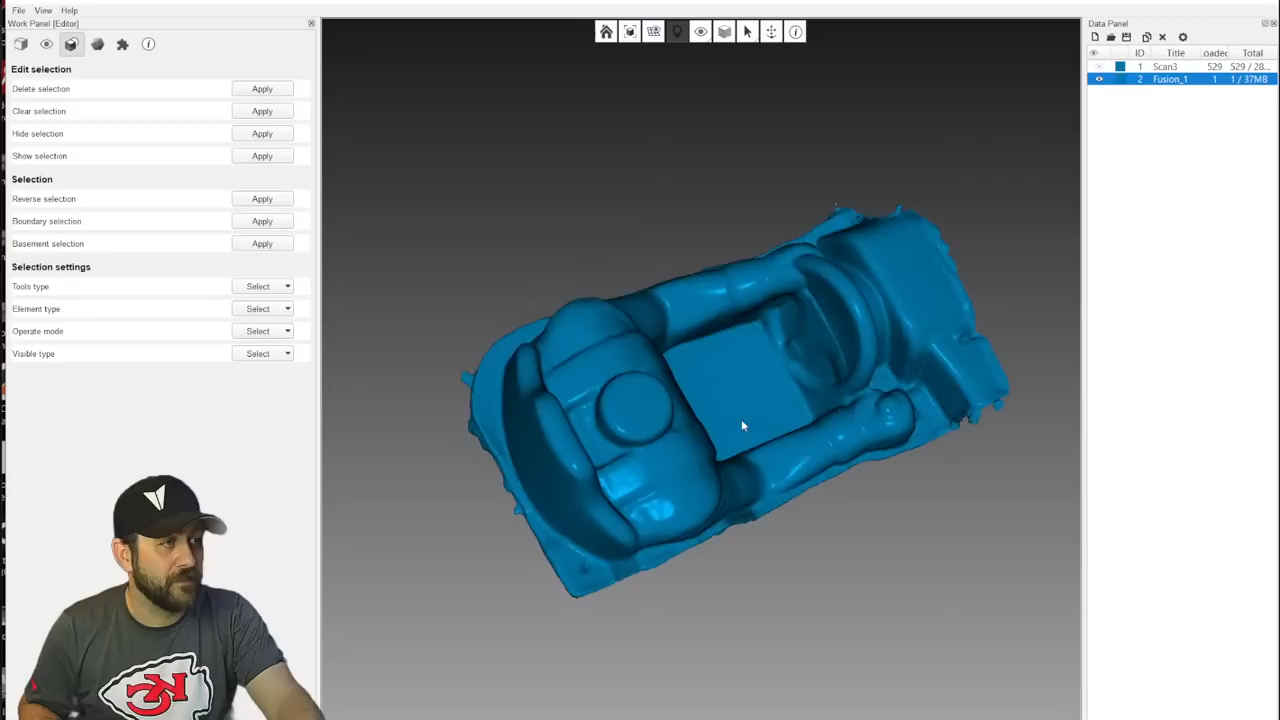 File View Help
Work Panel [Editor]
Edit selection
Delete selection Apply
Clear selection Apply
Hide selection Apply
Show selection Apply
Selection
Reverse selection Apply
Boundary selection Apply
Basement selection Apply
Selection settings
Tools type Select
Element type Select
Operate mode Select
Visible type Select
Data Panel
ID Title Total
1 Scan3 529 529 / 28...
2 Fusion_1 1 1 / 37MB
KC